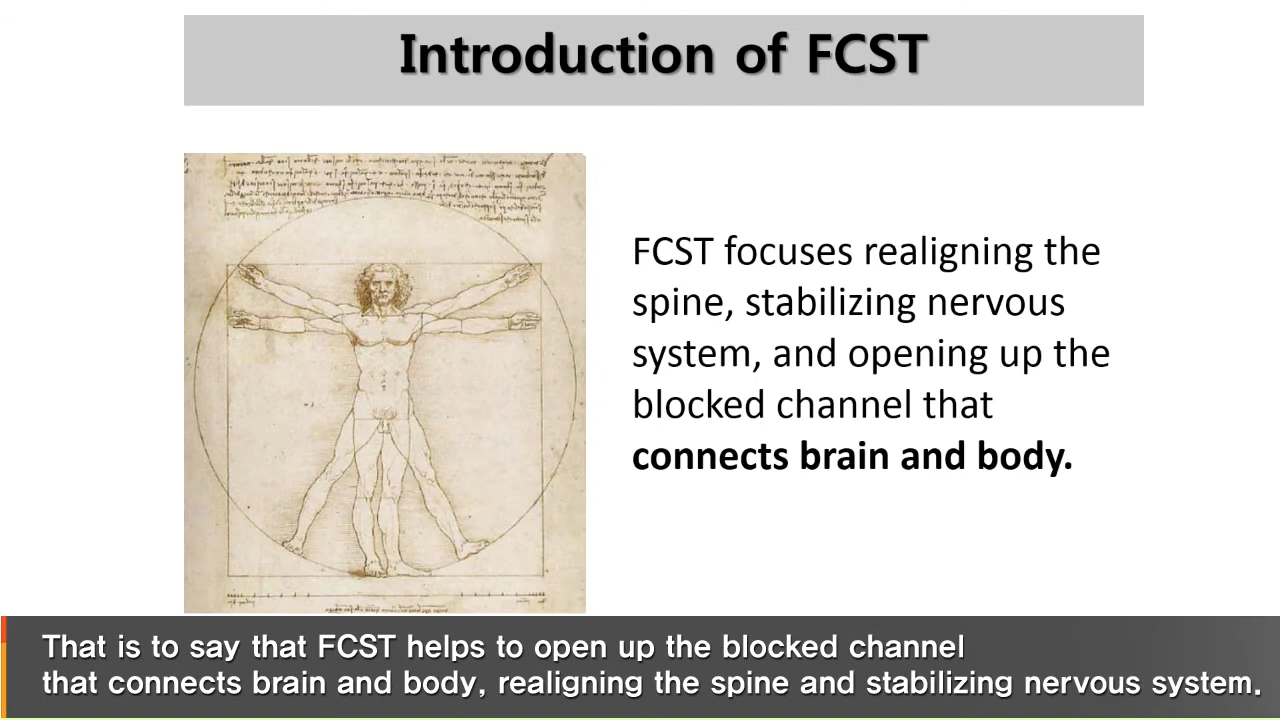 Introduction of FCST
FCST focuses realigning the
spine, stabilizing nervous
system, and opening up the
blocked channel that
connects brain and body.
That is to say that FCST helps to open up the blocked channel
that connects brain and body, realigning the spine and stabilizing nervous system.